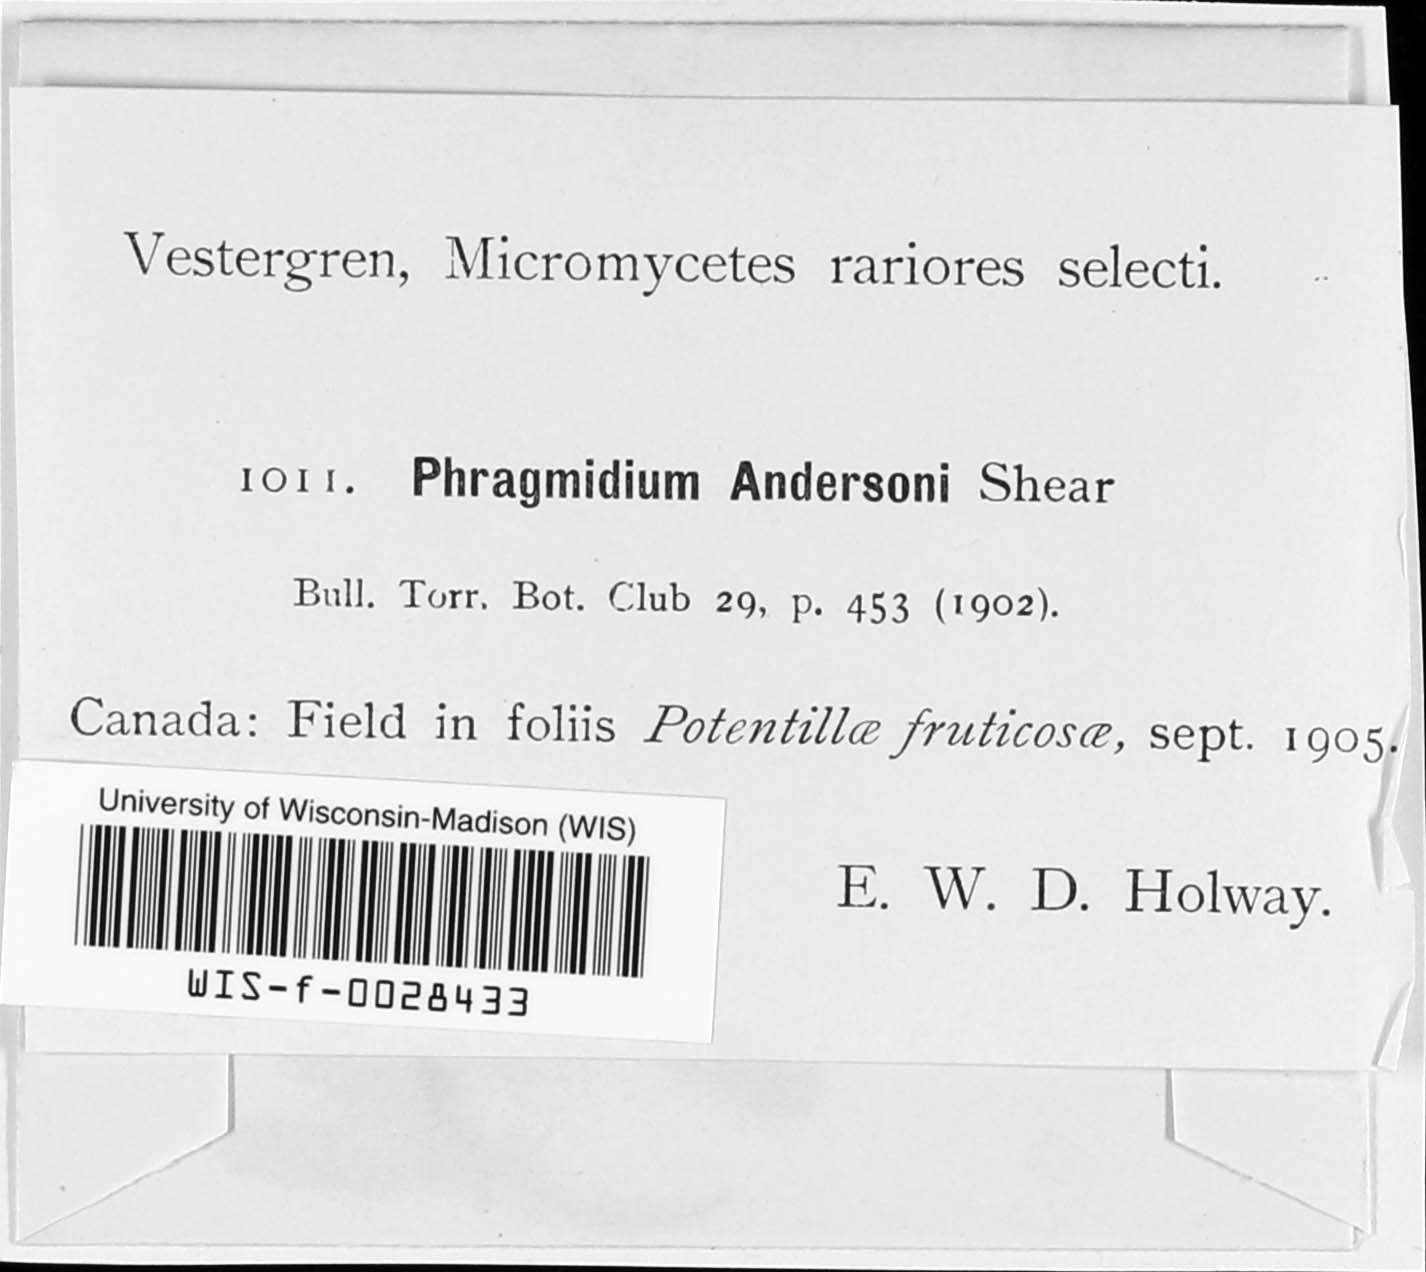 Vestergren, Micromycetes rariores selecti.
1011. Phragmidium Andersoni Shear
Bull. Torr. Bot. Club 29, p. 453 (1902).
Canada: Field in foliis Potentillæ fruticosæ, sept. 1905.
University of Wisconsin-Madison (WIS)
WIS-f-0028433
E. W. D. Holway.